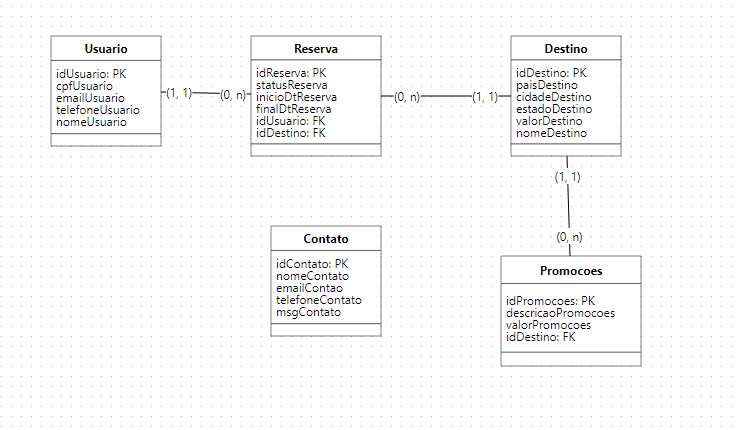 Usuario
idUsuario: PK
cpfUsuario
emailUsuario
telefoneUsuario
nomeUsuario
(1, 1)
(0, n)
Reserva
idReserva: PK
statusReserva
inicioDtReserva
finalDtReserva
idUsuario: FK
idDestino: FK
(0, n)
(1, 1)
Destino
idDestino: PK
paisDestino
cidadeDestino
estadoDestino
valorDestino
nomeDestino
(1, 1)
(0, n)
Contato
idContato: PK
nomeContato
emailContao
telefoneContato
msgContato
Promocoes
idPromocoes: PK
descricaoPromocoes
valorPromocoes
idDestino: FK